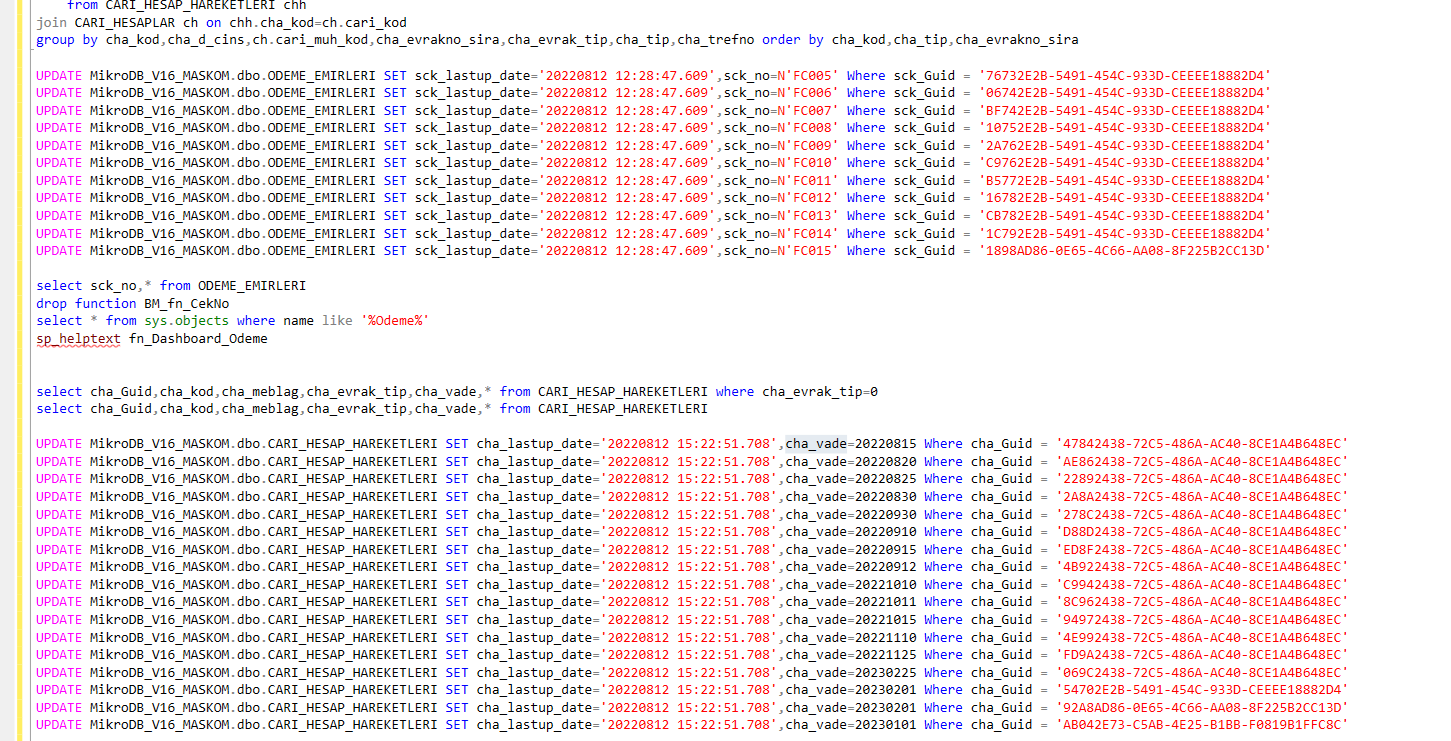 from CARI_HESAP_HAREKETLERI chh
join CARI_HESAPLAR ch on chh.cha_kod=ch.cari_kod
group by cha_kod,cha_d_cins,ch.cari_muh_kod,cha_evrakno_sira,cha_evrak_tip,cha_tip,cha_trefno order by cha_kod,cha_tip,cha_evrakno_sira
UPDATE MikroDB_V16_MASKOM.dbo.ODEME_EMIRLERI SET sck_lastup_date='20220812 12:28:47.609',sck_no=N'FC005' Where sck_Guid = '76732E2B-5491-454C-933D-CEEEE18882D4'
UPDATE MikroDB_V16_MASKOM.dbo.ODEME_EMIRLERI SET sck_lastup_date='20220812 12:28:47.609',sck_no=N'FC006' Where sck_Guid = '06742E2B-5491-454C-933D-CEEEE18882D4'
UPDATE MikroDB_V16_MASKOM.dbo.ODEME_EMIRLERI SET sck_lastup_date='20220812 12:28:47.609',sck_no=N'FC007' Where sck_Guid = 'BF742E2B-5491-454C-933D-CEEEE18882D4'
UPDATE MikroDB_V16_MASKOM.dbo.ODEME_EMIRLERI SET sck_lastup_date='20220812 12:28:47.609',sck_no=N'FC008' Where sck_Guid = '10752E2B-5491-454C-933D-CEEEE18882D4'
UPDATE MikroDB_V16_MASKOM.dbo.ODEME_EMIRLERI SET sck_lastup_date='20220812 12:28:47.609',sck_no=N'FC009' Where sck_Guid = '2A762E2B-5491-454C-933D-CEEEE18882D4'
UPDATE MikroDB_V16_MASKOM.dbo.ODEME_EMIRLERI SET sck_lastup_date='20220812 12:28:47.609',sck_no=N'FC010' Where sck_Guid = 'C9762E2B-5491-454C-933D-CEEEE18882D4'
UPDATE MikroDB_V16_MASKOM.dbo.ODEME_EMIRLERI SET sck_lastup_date='20220812 12:28:47.609',sck_no=N'FC011' Where sck_Guid = 'B5772E2B-5491-454C-933D-CEEEE18882D4'
UPDATE MikroDB_V16_MASKOM.dbo.ODEME_EMIRLERI SET sck_lastup_date='20220812 12:28:47.609',sck_no=N'FC012' Where sck_Guid = '16782E2B-5491-454C-933D-CEEEE18882D4'
UPDATE MikroDB_V16_MASKOM.dbo.ODEME_EMIRLERI SET sck_lastup_date='20220812 12:28:47.609',sck_no=N'FC013' Where sck_Guid = 'CB782E2B-5491-454C-933D-CEEEE18882D4'
UPDATE MikroDB_V16_MASKOM.dbo.ODEME_EMIRLERI SET sck_lastup_date='20220812 12:28:47.609',sck_no=N'FC014' Where sck_Guid = '1C792E2B-5491-454C-933D-CEEEE18882D4'
UPDATE MikroDB_V16_MASKOM.dbo.ODEME_EMIRLERI SET sck_lastup_date='20220812 12:28:47.609',sck_no=N'FC015' Where sck_Guid = '1898AD86-0E65-4C66-AA08-8F225B2CC13D'
select sck_no,* from ODEME_EMIRLERI
drop function BM_fn_CekNo
select * from sys.objects where name like '%Odeme%'
sp_helptext fn_Dashboard_Odeme
select cha_Guid,cha_kod,cha_meblag,cha_evrak_tip,cha_vade,* from CARI_HESAP_HAREKETLERI where cha_evrak_tip=0
select cha_Guid,cha_kod,cha_meblag,cha_evrak_tip,cha_vade,* from CARI_HESAP_HAREKETLERI
UPDATE MikroDB_V16_MASKOM.dbo.CARI_HESAP_HAREKETLERI SET cha_lastup_date='20220812 15:22:51.708',cha_vade=20220815 Where cha_Guid = '47842438-72C5-486A-AC40-8CE1A4B648EC'
UPDATE MikroDB_V16_MASKOM.dbo.CARI_HESAP_HAREKETLERI SET cha_lastup_date='20220812 15:22:51.708',cha_vade=20220820 Where cha_Guid = 'AE862438-72C5-486A-AC40-8CE1A4B648EC'
UPDATE MikroDB_V16_MASKOM.dbo.CARI_HESAP_HAREKETLERI SET cha_lastup_date='20220812 15:22:51.708',cha_vade=20220825 Where cha_Guid = '22892438-72C5-486A-AC40-8CE1A4B648EC'
UPDATE MikroDB_V16_MASKOM.dbo.CARI_HESAP_HAREKETLERI SET cha_lastup_date='20220812 15:22:51.708',cha_vade=20220830 Where cha_Guid = '2A8A2438-72C5-486A-AC40-8CE1A4B648EC'
UPDATE MikroDB_V16_MASKOM.dbo.CARI_HESAP_HAREKETLERI SET cha_lastup_date='20220812 15:22:51.708',cha_vade=20220930 Where cha_Guid = '278C2438-72C5-486A-AC40-8CE1A4B648EC'
UPDATE MikroDB_V16_MASKOM.dbo.CARI_HESAP_HAREKETLERI SET cha_lastup_date='20220812 15:22:51.708',cha_vade=20220910 Where cha_Guid = 'D88D2438-72C5-486A-AC40-8CE1A4B648EC'
UPDATE MikroDB_V16_MASKOM.dbo.CARI_HESAP_HAREKETLERI SET cha_lastup_date='20220812 15:22:51.708',cha_vade=20220915 Where cha_Guid = 'ED8F2438-72C5-486A-AC40-8CE1A4B648EC'
UPDATE MikroDB_V16_MASKOM.dbo.CARI_HESAP_HAREKETLERI SET cha_lastup_date='20220812 15:22:51.708',cha_vade=20220912 Where cha_Guid = '4B922438-72C5-486A-AC40-8CE1A4B648EC'
UPDATE MikroDB_V16_MASKOM.dbo.CARI_HESAP_HAREKETLERI SET cha_lastup_date='20220812 15:22:51.708',cha_vade=20221010 Where cha_Guid = 'C9942438-72C5-486A-AC40-8CE1A4B648EC'
UPDATE MikroDB_V16_MASKOM.dbo.CARI_HESAP_HAREKETLERI SET cha_lastup_date='20220812 15:22:51.708',cha_vade=20221011 Where cha_Guid = '8C962438-72C5-486A-AC40-8CE1A4B648EC'
UPDATE MikroDB_V16_MASKOM.dbo.CARI_HESAP_HAREKETLERI SET cha_lastup_date='20220812 15:22:51.708',cha_vade=20221015 Where cha_Guid = '94972438-72C5-486A-AC40-8CE1A4B648EC'
UPDATE MikroDB_V16_MASKOM.dbo.CARI_HESAP_HAREKETLERI SET cha_lastup_date='20220812 15:22:51.708',cha_vade=20221110 Where cha_Guid = '4E992438-72C5-486A-AC40-8CE1A4B648EC'
UPDATE MikroDB_V16_MASKOM.dbo.CARI_HESAP_HAREKETLERI SET cha_lastup_date='20220812 15:22:51.708',cha_vade=20221125 Where cha_Guid = 'FD9A2438-72C5-486A-AC40-8CE1A4B648EC'
UPDATE MikroDB_V16_MASKOM.dbo.CARI_HESAP_HAREKETLERI SET cha_lastup_date='20220812 15:22:51.708',cha_vade=20230225 Where cha_Guid = '069C2438-72C5-486A-AC40-8CE1A4B648EC'
UPDATE MikroDB_V16_MASKOM.dbo.CARI_HESAP_HAREKETLERI SET cha_lastup_date='20220812 15:22:51.708',cha_vade=20230201 Where cha_Guid = '54702E2B-5491-454C-933D-CEEEE18882D4'
UPDATE MikroDB_V16_MASKOM.dbo.CARI_HESAP_HAREKETLERI SET cha_lastup_date='20220812 15:22:51.708',cha_vade=20230201 Where cha_Guid = '92A8AD86-0E65-4C66-AA08-8F225B2CC13D'
UPDATE MikroDB_V16_MASKOM.dbo.CARI_HESAP_HAREKETLERI SET cha_lastup_date='20220812 15:22:51.708',cha_vade=20230101 Where cha_Guid = 'AB042E73-C5AB-4E25-B1BB-F0819B1FFC8C'